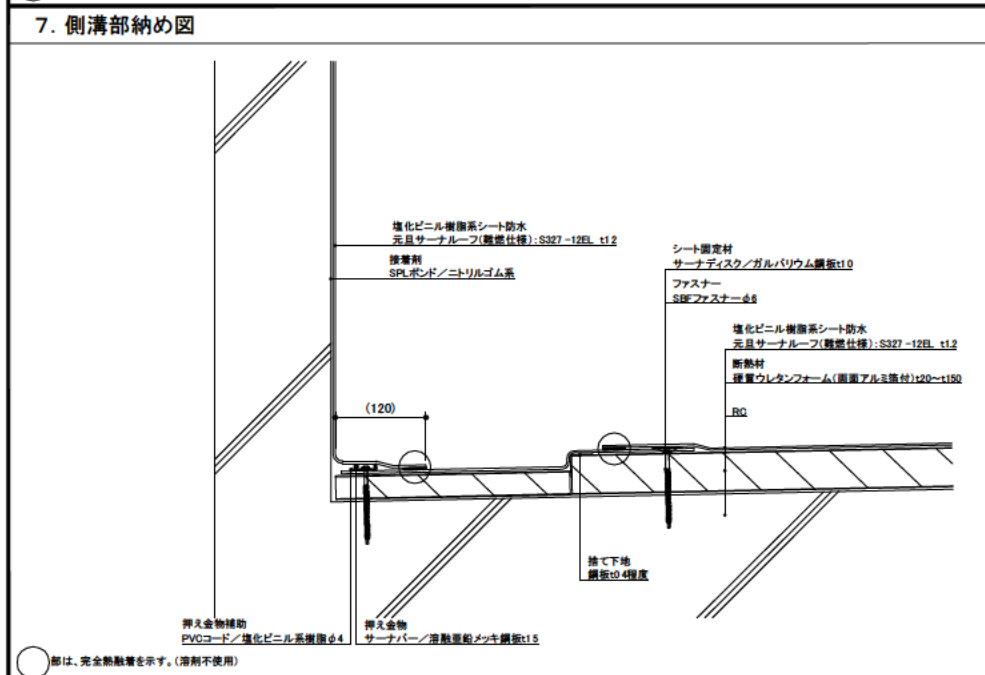 7. 側溝部納め図
塩化ビニル樹脂系シート防水
元旦サーナルーフ(難燃仕様):S327-12EL t12
接着剤
SPLボンド/ニトリルゴム系
シート固定材
サーナディスク/ガルバリウム鋼板t10
ファスナー
SBFファスナーφ6
塩化ビニル樹脂系シート防水
元旦サーナルーフ(難燃仕様):S327-12EL t1.2
断熱材
硬質ウレタンフォーム(両面アルミ箔付)t20~t150
RC
(120)
捨て下地
鋼板t0 4程度
押え金物補助
PVCコード/塩化ビニル系樹脂φ4
押え金物
サーナバー/溶融亜鉛メッキ鋼板t15
部は、完全熱融着を示す。(溶剤不使用)